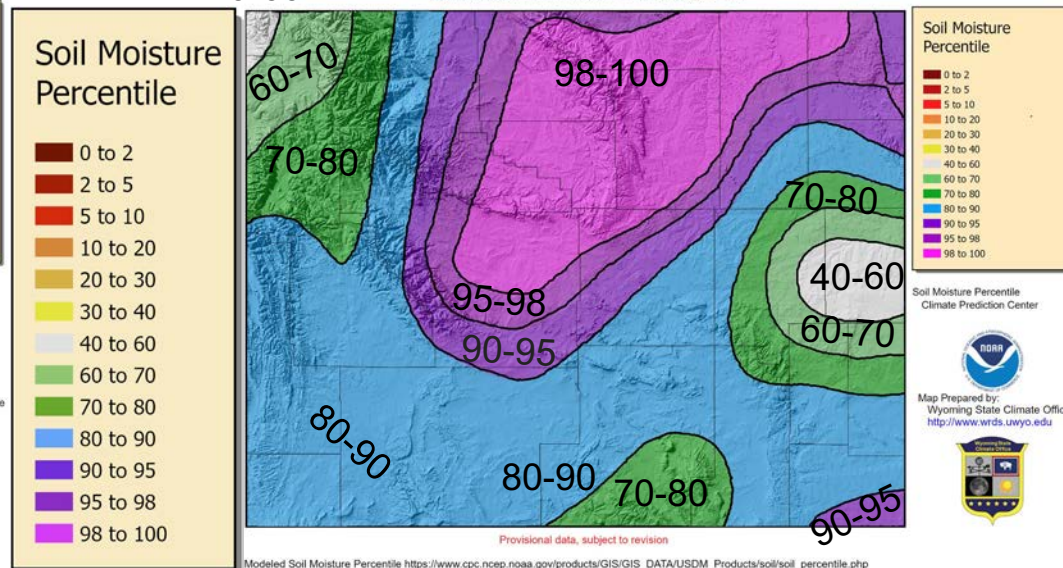 Soil Moisture
Percentile
0 to 2
2 to 5
5 to 10
10 to 20
20 to 30
30 to 40
40 to 60
60 to 70
70 to 80
80 to 90
90 to 95
95 to 98
98 to 100
60-70
98-100
70-80
70-80
40-60
95-98
60-70
90-95
80-90
80-90
70-80
90-95
Provisional data, subject to revision
Modeled Soil Moisture Percentile https://www.cpc.ncep.noaa.gov/products/GIS/GIS_DATA/USDM_Products/soil/soil_percentile.php
Soil Moisture
Percentile
0 to 2
2 to 5
5 to 10
10 to 20
20 to 30
30 to 40
40 to 60
60 to 70
70 to 80
80 to 90
90 to 95
95 to 98
98 to 100
Soil Moisture Percentile
Climate Prediction Center
NOAA
Map Prepared by:
Wyoming State Climate Offic
http://www.wrds.uwyo.edu
Wyoming State
Climate Office